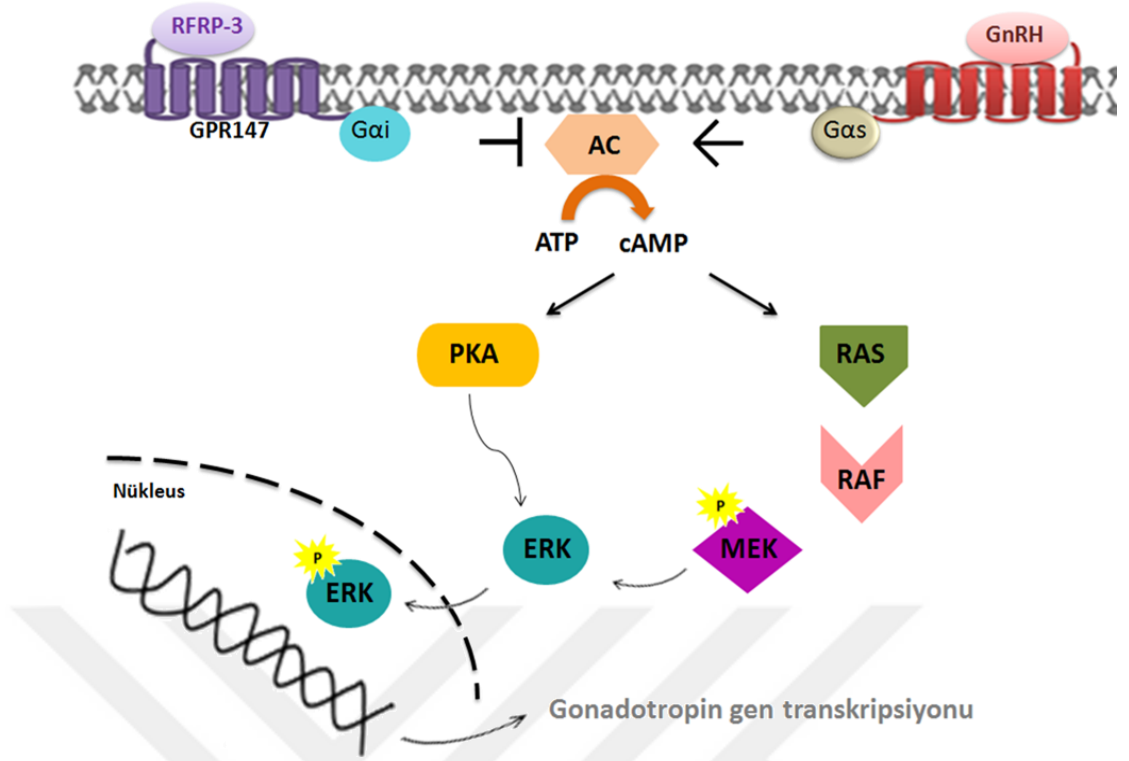 RFRP-3
GnRH
GPR147
Gαi
AC
Gαs
ATP
cAMP
PKA
RAS
RAF
Nükleus
P
MEK
ERK
P
ERK
Gonadotropin gen transkripsiyonu